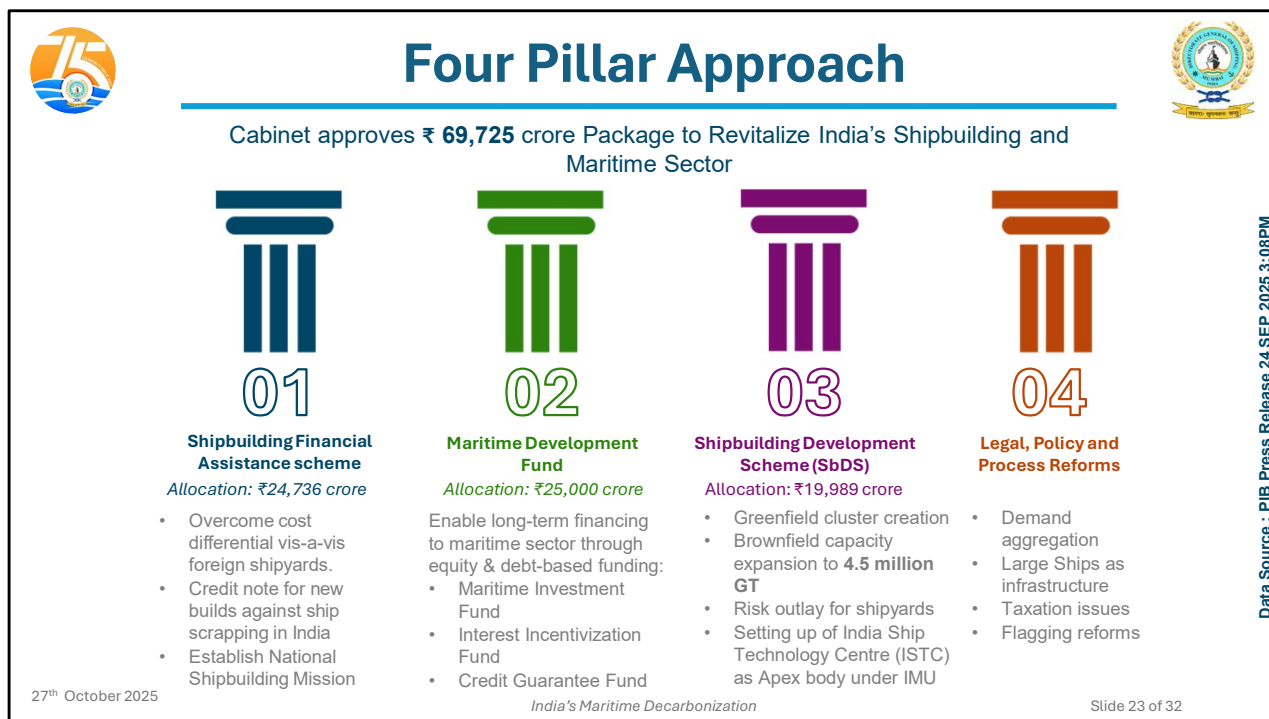 75
DIRECTORATE GENERAL OF SHIPPING
MUMBAI
INDIA
Four Pillar Approach
Cabinet approves ₹ 69,725 crore Package to Revitalize India's Shipbuilding and
Maritime Sector
01
Shipbuilding Financial
Assistance scheme
Allocation: ₹24,736 crore
• Overcome cost
differential vis-a-vis
foreign shipyards.
• Credit note for new
builds against ship
scrapping in India
• Establish National
Shipbuilding Mission
02
Maritime Development
Fund
Allocation: ₹25,000 crore
Enable long-term financing
to maritime sector through
equity & debt-based funding:
• Maritime Investment
Fund
• Interest Incentivization
Fund
• Credit Guarantee Fund
03
Shipbuilding Development
Scheme (SbDS)
Allocation: ₹19,989 crore
• Greenfield cluster creation
• Brownfield capacity
expansion to 4.5 million
GT
• Risk outlay for shipyards
• Setting up of India Ship
Technology Centre (ISTC)
as Apex body under IMU
04
Legal, Policy and
Process Reforms
• Demand
aggregation
• Large Ships as
infrastructure
• Taxation issues
• Flagging reforms
Data Source : PIB Press Release 24 SEP 2025 3:08PM
27th October 2025
India's Maritime Decarbonization
Slide 23 of 32